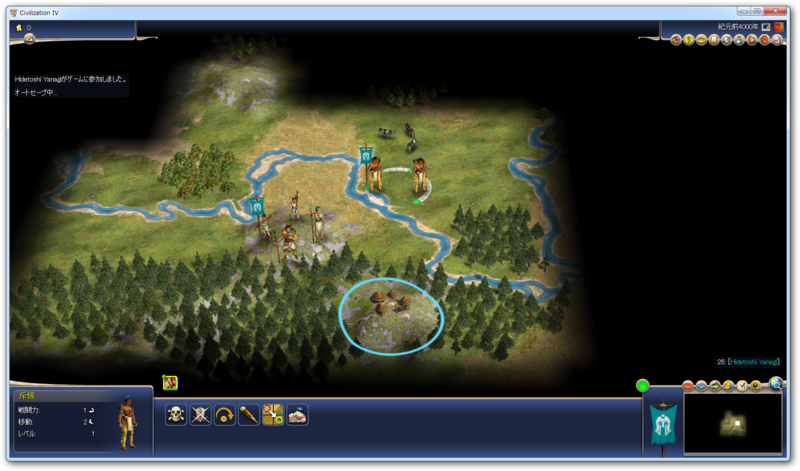 Civilization IV
: 0
紀元前4000年
Hidetoshi Yanagiがゲームに参加しました。
オートセーブ中...
26: [Hidetoshi Yanagi]
斥候
戦闘力: 1
移動: 2
レベル: 1